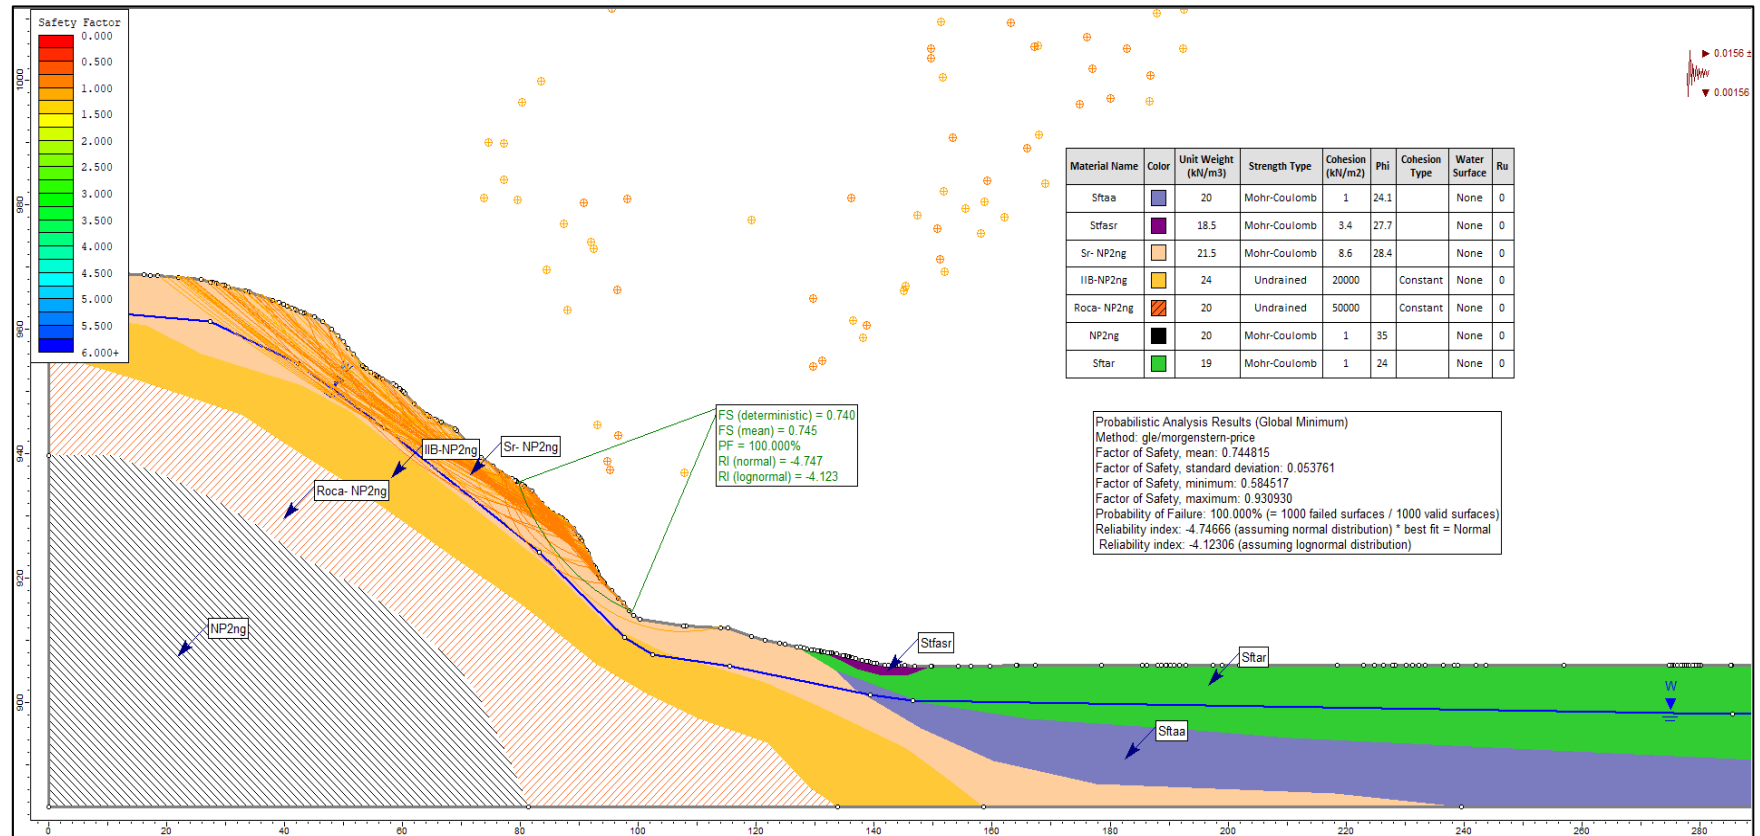 Safety Factor
0.000
0.500
1.000
1.500
2.000
2.500
3.000
3.500
4.000
4.500
5.000
5.500
6.000+
0.0156 ±
0.00156
Material Name Color Unit Weight (kN/m3) Strength Type Cohesion (kN/m2) Phi Cohesion Type Water Surface Ru
Sftaa 20 Mohr-Coulomb 1 24.1 None 0
Stfasr 18.5 Mohr-Coulomb 3.4 27.7 None 0
Sr- NP2ng 21.5 Mohr-Coulomb 8.6 28.4 None 0
IIB-NP2ng 24 Undrained 20000 Constant None 0
Roca- NP2ng 20 Undrained 50000 Constant None 0
NP2ng 20 Mohr-Coulomb 1 35 None 0
Sftar 19 Mohr-Coulomb 1 24 None 0
FS (deterministic) = 0.740
FS (mean) = 0.745
PF = 100.000%
RI (normal) = -4.747
RI (lognormal) = -4.123
Probabilistic Analysis Results (Global Minimum)
Method: gle/morgenstern-price
Factor of Safety, mean: 0.744815
Factor of Safety, standard deviation: 0.053761
Factor of Safety, minimum: 0.584517
Factor of Safety, maximum: 0.930930
Probability of Failure: 100.000% (= 1000 failed surfaces / 1000 valid surfaces)
Reliability index: -4.74666 (assuming normal distribution) * best fit = Normal
Reliability index: -4.12306 (assuming lognormal distribution)
IIB-NP2ng
Sr- NP2ng
Roca- NP2ng
NP2ng
Stfasr
Sftar
W
Sftaa
1000
980
960
940
920
900
0 20 40 60 80 100 120 140 160 180 200 220 240 260 280